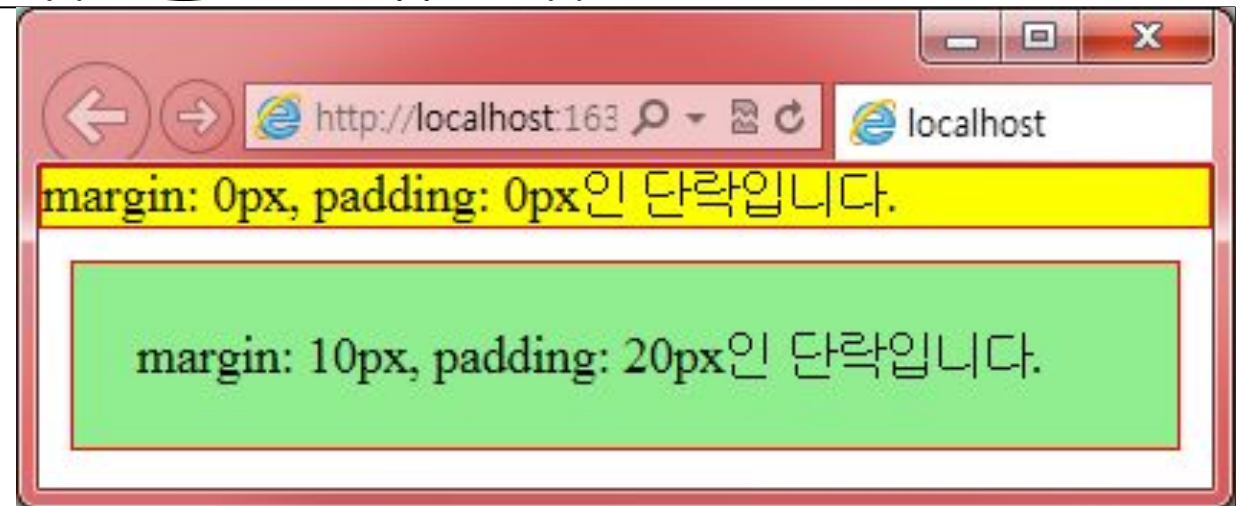 http://localhost:163
localhost
margin: 0px, padding: 0px인 단락입니다.
margin: 10px, padding: 20px인 단락입니다.